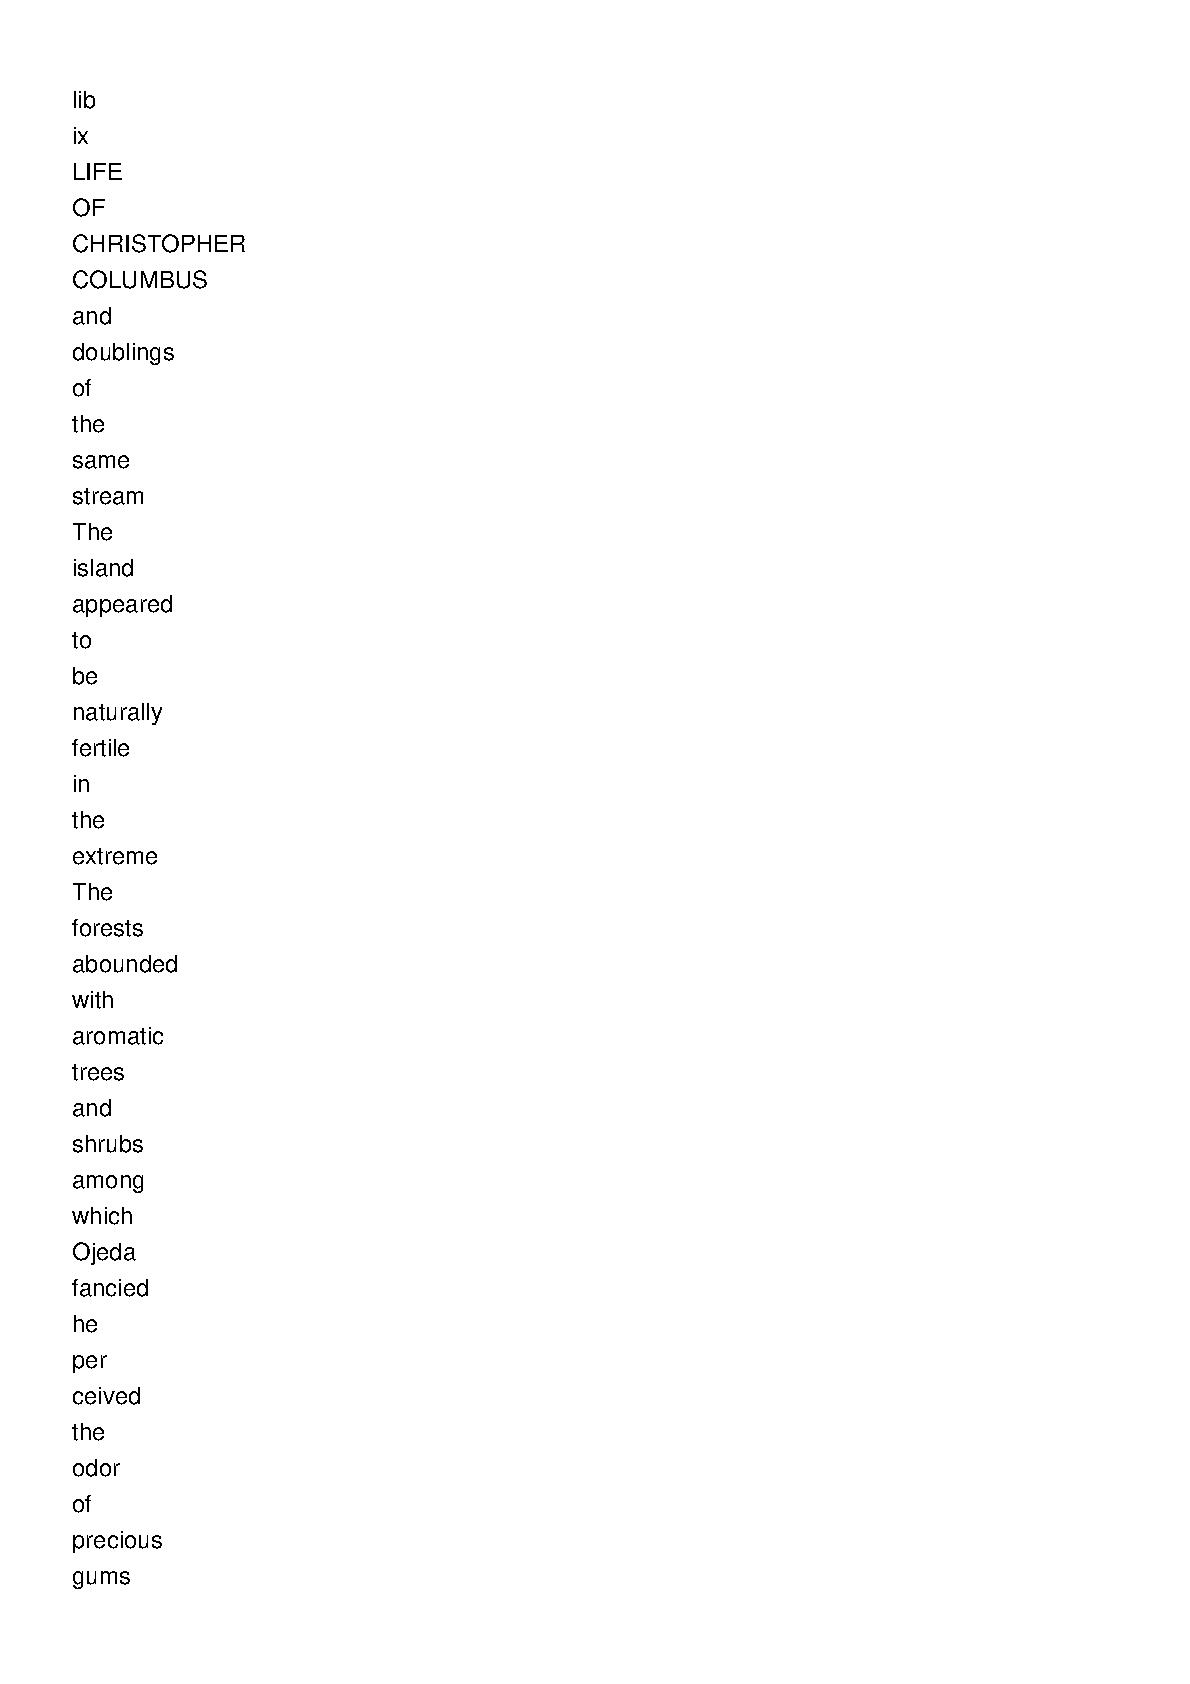 lib
ix
LIFE
OF
CHRISTOPHER
COLUMBUS
and
doublings
of
the
same
stream
The
island
appeared
to
be
naturally
fertile
in
the
extreme
The
forests
abounded
with
aromatic
trees
and
shrubs
among
which
Ojeda
fancied
he
per
ceived
the
odor
of
precious
gums